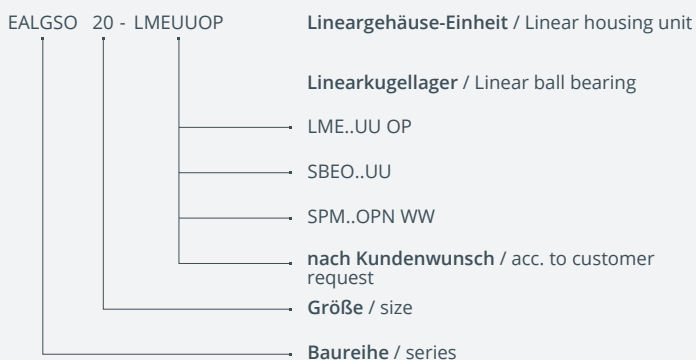 EALGSO 20 - LMEUUOP Lineargehäuse-Einheit / Linear housing unit
Linearkugellager / Linear ball bearing
LME..UU OP
SBEO..UU
SPM..OPN WW
nach Kundenwunsch / acc. to customer
request
Größe / size
Baureihe / series